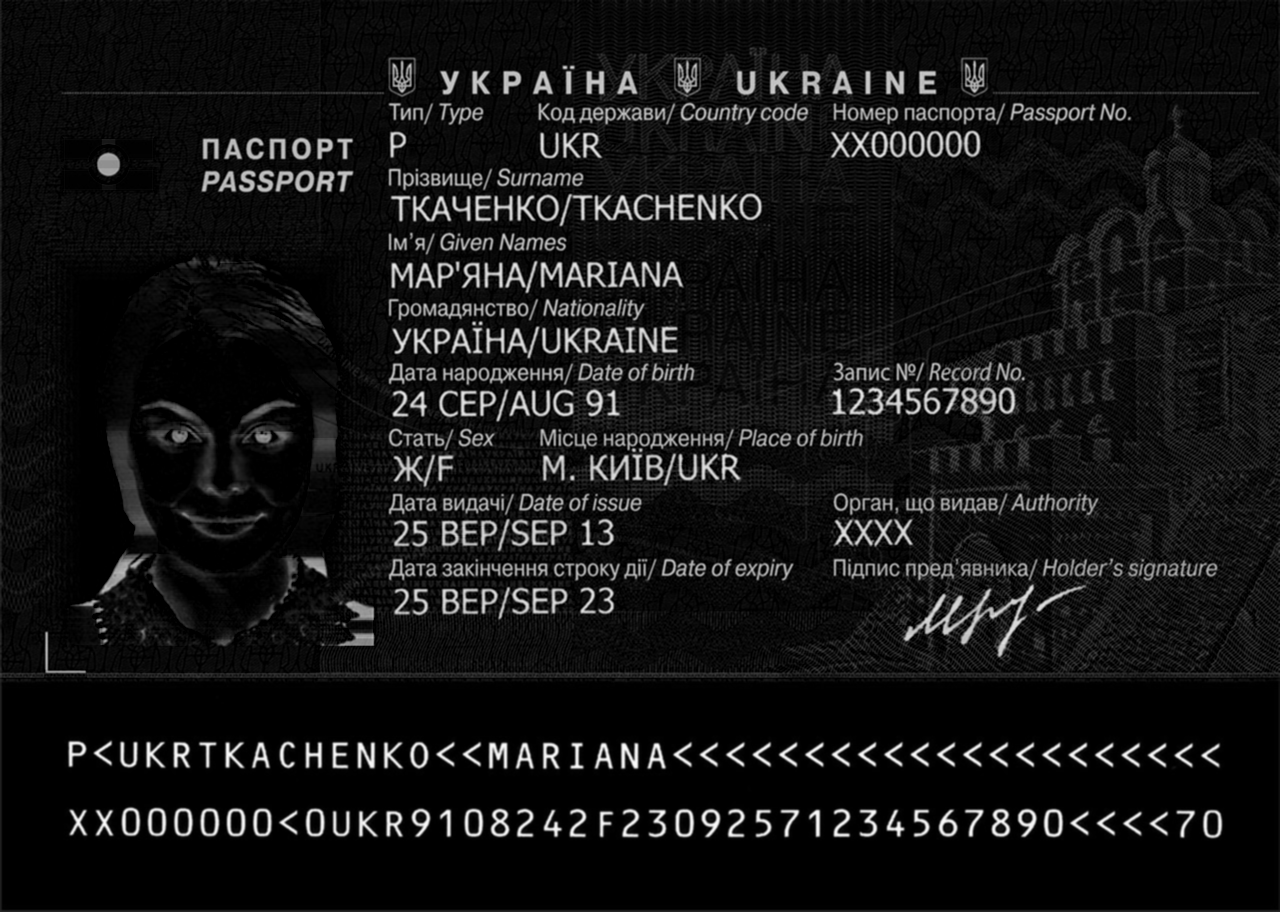 УКРАЇНА UKRAINE
Тип/ Type Код держави/ Country code Номер паспорта/ Passport No.
ПАСПОРТ P UKR XX000000
PASSPORT
Прізвище/ Surname
ТКАЧЕНКО/TKACHENKO
Ім'я/ Given Names
МАР'ЯНА/MARIANA
Громадянство/ Nationality
УКРАЇНА/UKRAINE
Дата народження/ Date of birth Запис №/ Record No.
24 СЕР/AUG 91 1234567890
Стать/ Sex Місце народження/ Place of birth
Ж/F М. КИЇВ/UKR
Дата видачі/ Date of issue Орган, що видав/ Authority
25 ВЕР/SEP 13 XXXX
Дата закінчення строку дії/ Date of expiry Підпис пред'явника/ Holder's signature
25 ВЕР/SEP 23
P<UKRTKACHENKO<<MARIANA<<<<<<<<<<<<<<<<<<<<<
XX000000<0UKR9108242F23092571234567890<<<<70